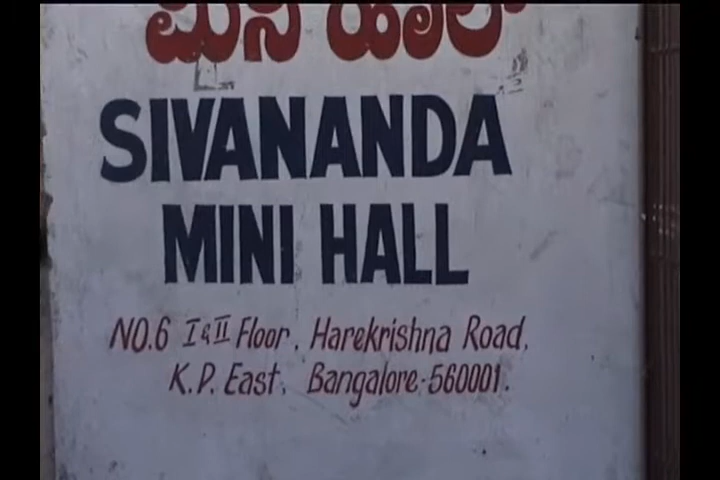 ಮಿನಿ ಹಾಲ್
SIVANANDA
MINI HALL
NO.6 I & II Floor, Harekrishna Road,
K.P. East, Bangalore-560001.